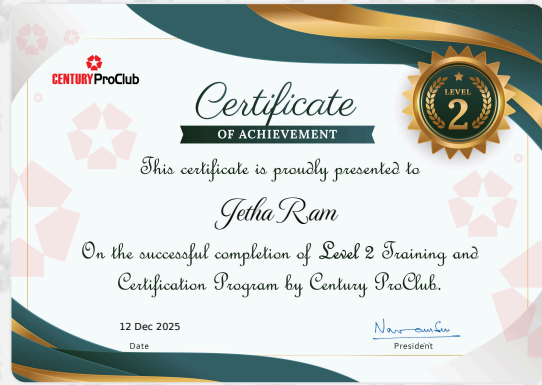 CENTURY ProClub
Certificate
OF ACHIEVEMENT
LEVEL
2
This certificate is proudly presented to
Jetha Ram
On the successful completion of Level 2 Training and
Certification Program by Century ProClub.
12 Dec 2025
Date
President